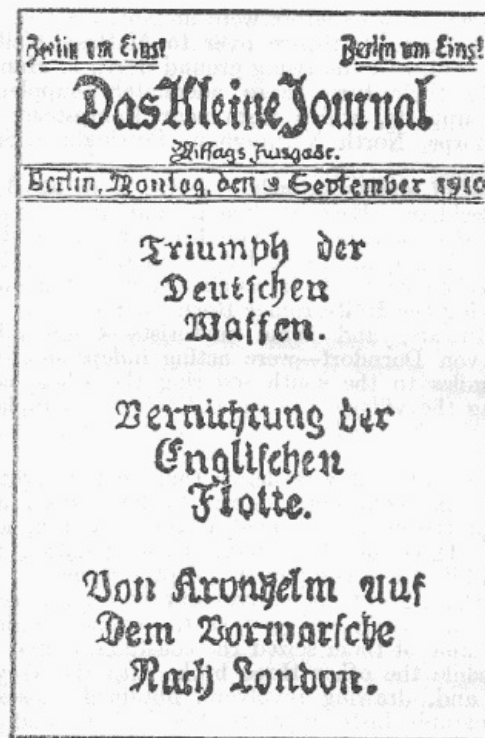 Berlin um Eins! Berlin um Eins!
Das Kleine Journal
Mittags Ausgabe.
Berlin, Montag, den 3 September 1910
Triumph der
Deutschen
Waffen.
Vernichtung der
Englischen
Flotte.
Von Kronhelm Auf
Dem Vormarsche
Nach London.